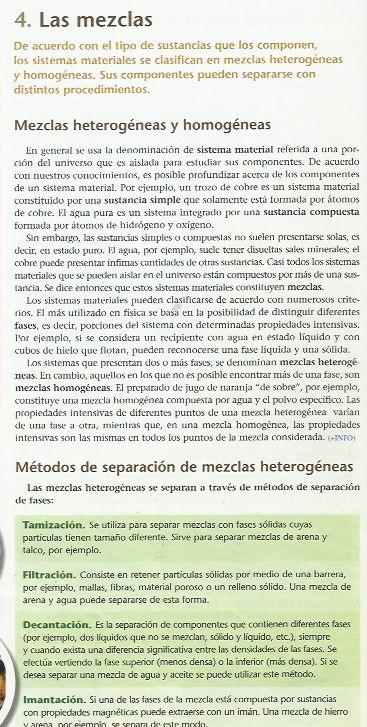 4. Las mezclas
De acuerdo con el tipo de sustancias que los componen,
los sistemas materiales se clasifican en mezclas heterogéneas
y homogéneas. Sus componentes pueden separarse con
distintos procedimientos.
Mezclas heterogéneas y homogéneas
En general se usa la denominación de sistema material referida a una por-
ción del universo que es aislada para estudiar sus componentes. De acuerdo
con nuestros conocimientos, es posible profundizar acerca de los componentes
de un sistema material. Por ejemplo, un trozo de cobre es un sistema material
constituido por una sustancia simple que solamente está formada por átomos
de cobre. El agua pura es un sistema integrado por una sustancia compuesta
formada por átomos de hidrógeno y oxígeno.
Sin embargo, las sustancias simples o compuestas no suelen presentarse solas, es
decir, en estado puro. El agua, por ejemplo, suele tener disueltas sales minerales; el
cobre puede presentar ínfimas cantidades de otras sustancias. Casi todos los sistemas
materiales que se pueden aislar en el universo están compuestos por más de una sus-
tancia. Se dice entonces que estos sistemas materiales constituyen mezclas.
Los sistemas materiales pueden clasificarse de acuerdo con numerosos crite-
rios. El más utilizado en física se basa en la posibilidad de distinguir diferentes
fases, es decir, porciones del sistema con determinadas propiedades intensivas.
Por ejemplo, si se considera un recipiente con agua en estado líquido y con
cubos de hielo que flotan, pueden reconocerse una fase líquida y una sólida.
Los sistemas que presentan dos o más fases, se denominan mezclas heterogé-
neas. En cambio, aquellos en los que no es posible encontrar más de una fase, son
mezclas homogéneas. El preparado de jugo de naranja “de sobre”, por ejemplo,
constituye una mezcla homogénea compuesta por agua y el polvo específico. Las
propiedades intensivas de diferentes puntos de una mezcla heterogénea varían
de una fase a otra, mientras que, en una mezcla homogénea, las propiedades
intensivas son las mismas en todos los puntos de la mezcla considerada. (+INFO)
Métodos de separación de mezclas heterogéneas
Las mezclas heterogéneas se separan a través de métodos de separación
de fases:
Tamización. Se utiliza para separar mezclas con fases sólidas cuyas
partículas tienen tamaño diferente. Sirve para separar mezclas de arena y
talco, por ejemplo.
Filtración. Consiste en retener partículas sólidas por medio de una barrera,
por ejemplo, mallas, fibras, material poroso o un relleno sólido. Una mezcla de
arena y agua puede separarse de esta forma.
Decantación. Es la separación de componentes que contienen diferentes fases
(por ejemplo, dos líquidos que no se mezclan, sólido y líquido, etc.), siempre
y cuando exista una diferencia significativa entre las densidades de las fases. Se
efectúa vertiendo la fase superior (menos densa) o la inferior (más densa). Si se
desea separar una mezcla de agua y aceite se puede utilizar este método.
Imantación. Si una de las fases de la mezcla está compuesta por sustancias
con propiedades magnéticas puede extraerse con un imán. Una mezcla de hierro
y arena, por ejemplo, se separa de este modo.